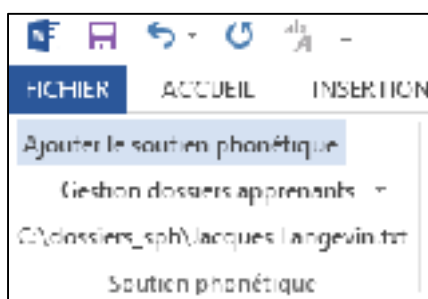 FICHIER ACCUEIL INSERTION
Ajouter le soutien phonétique
Gestion dossiers apprenants
C:\dossiers_sph\Jacques Langevin.txt
Soutien phonétique